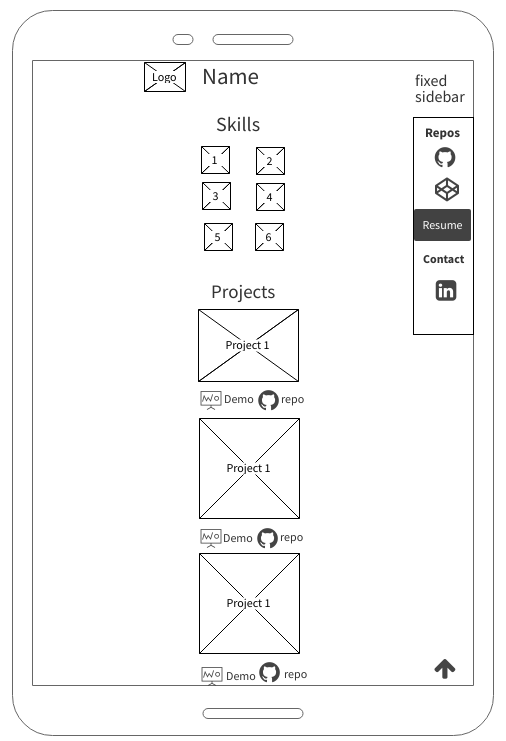 Logo
Name
fixed
sidebar
Skills
Repos
1
2
3
4
Resume
5
6
Contact
in
Projects
Project 1
Demo
repo
Project 1
Demo
repo
Project 1
Demo
repo